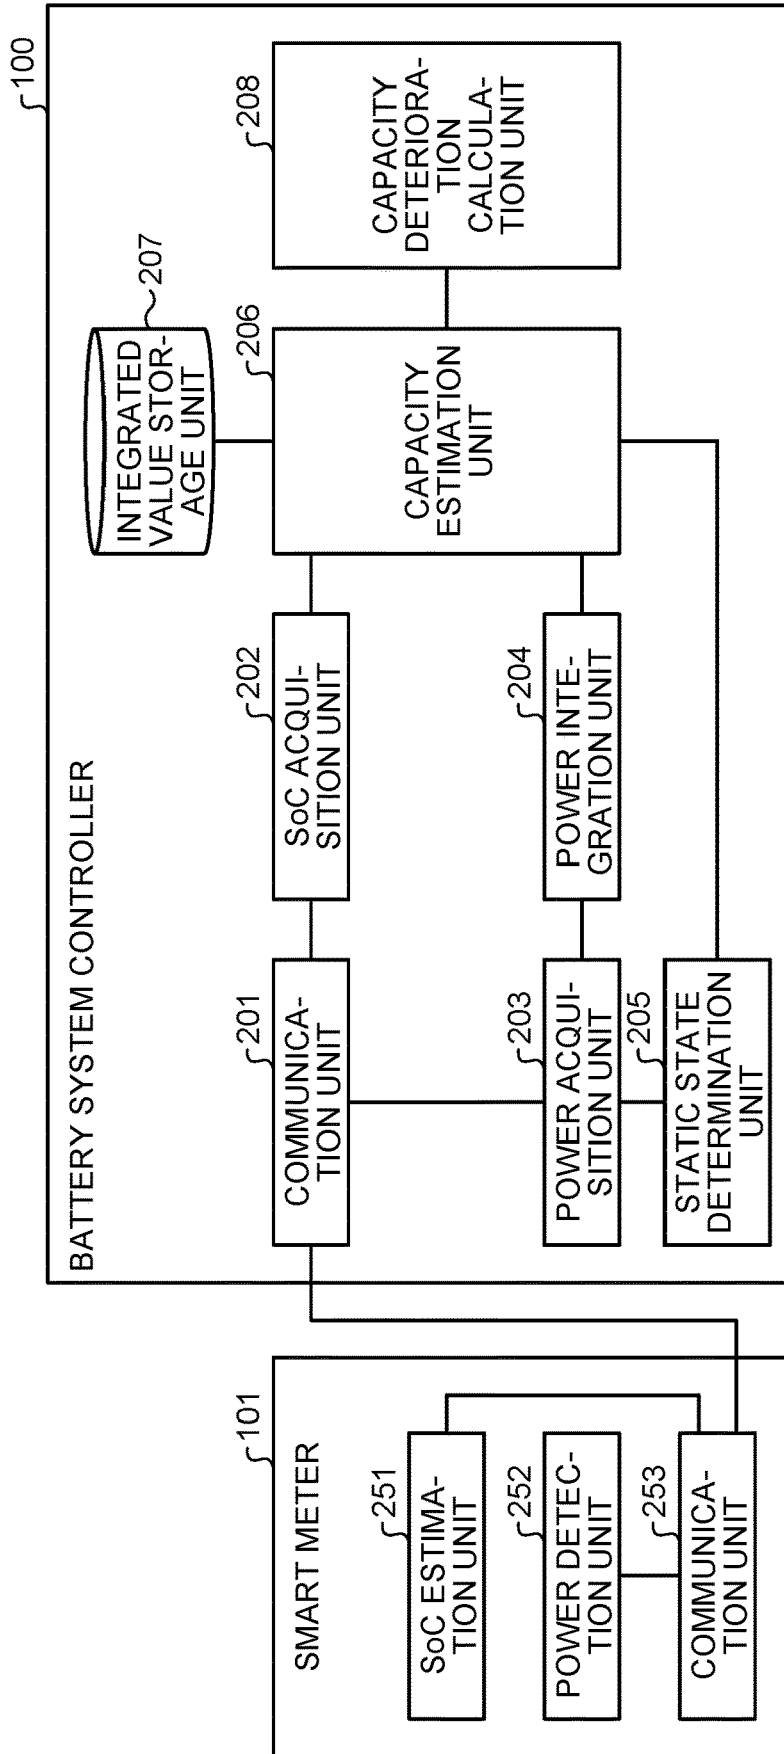 100
BATTERY SYSTEM CONTROLLER
101
SMART METER
251
SoC ESTIMA-
TION UNIT
252
POWER DETEC-
TION UNIT
253
COMMUNICA-
TION UNIT
201
COMMUNICA-
TION UNIT
202
SoC ACQUI-
SITION UNIT
203
POWER ACQUI-
SITION UNIT
204
POWER INTE-
GRATION UNIT
205
STATIC STATE
DETERMINATION
UNIT
206
CAPACITY
ESTIMATION
UNIT
207
INTEGRATED
VALUE STOR-
AGE UNIT
208
CAPACITY
DETERIORA-
TION
CALCULA-
TION UNIT